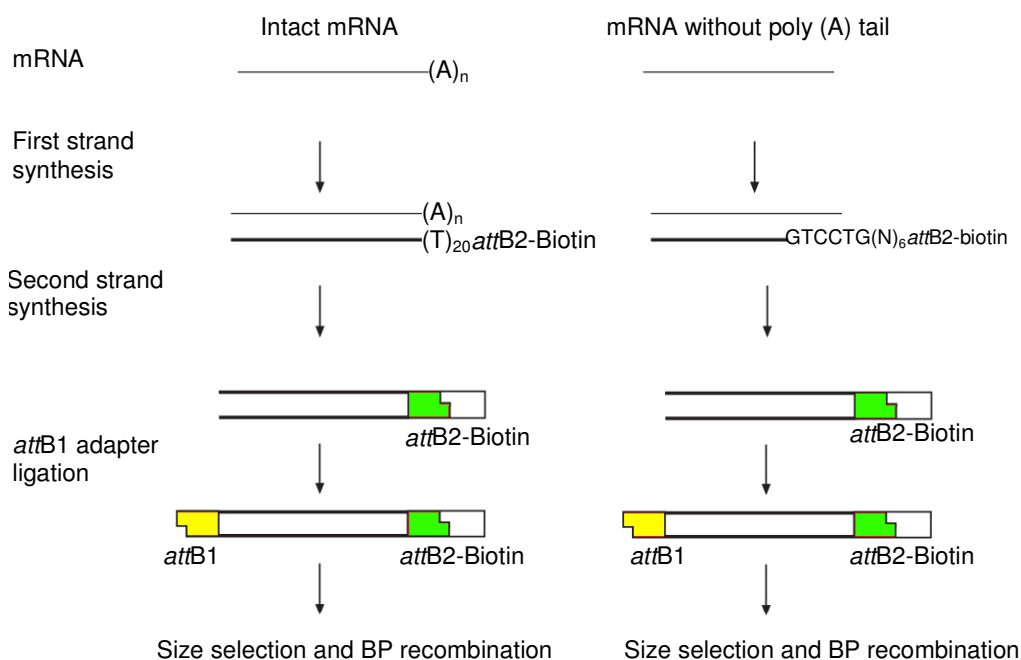 Intact mRNA
mRNA without poly (A) tail
mRNA
(A)n
First strand
synthesis
(A)n
(T)20attB2-Biotin
GTCCTG(N)6attB2-biotin
Second strand
synthesis
attB2-Biotin
attB2-Biotin
attB1 adapter
ligation
attB1
attB2-Biotin
attB1
attB2-Biotin
Size selection and BP recombination
Size selection and BP recombination